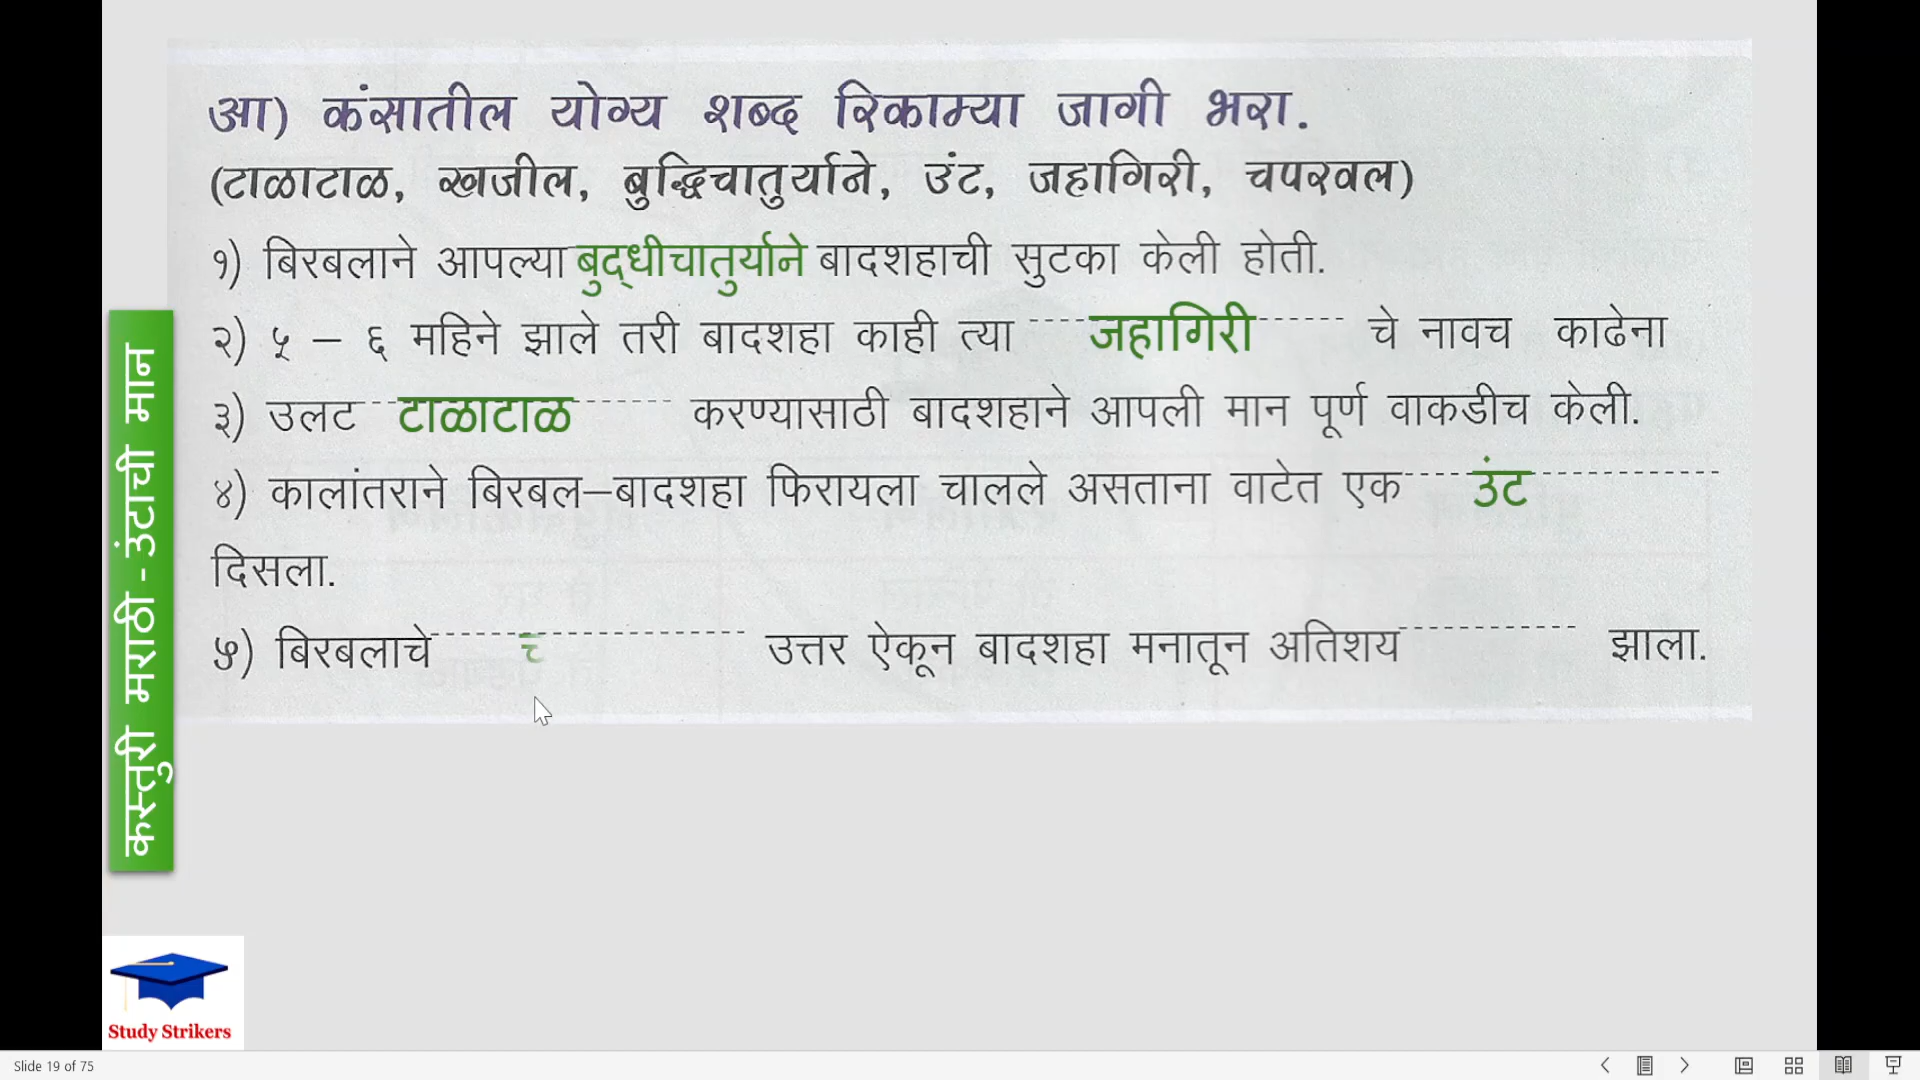 आ) कंसातील योग्य शब्द रिकाम्या जागी भरा.
(टाळाटाळ, खजील, बुद्धिचातुर्याने, उंट, जहागिरी, चपखल)
१) बिरबलाने आपल्या बुद्धीचातुर्याने बादशहाची सुटका केली होती.
२) ५ – ६ महिने झाले तरी बादशहा काही त्या जहागिरी चे नावच काढेना
३) उलट टाळाटाळ करण्यासाठी बादशहाने आपली मान पूर्ण वाकडीच केली.
४) कालांतराने बिरबल–बादशहा फिरायला चालले असताना वाटेत एक उंट
दिसला.
५) बिरबलाचे उत्तर ऐकून बादशहा मनातून अतिशय झाला.
कस्तुरी मराठी - उंटाची मान
Study Strikers
Slide 19 of 75